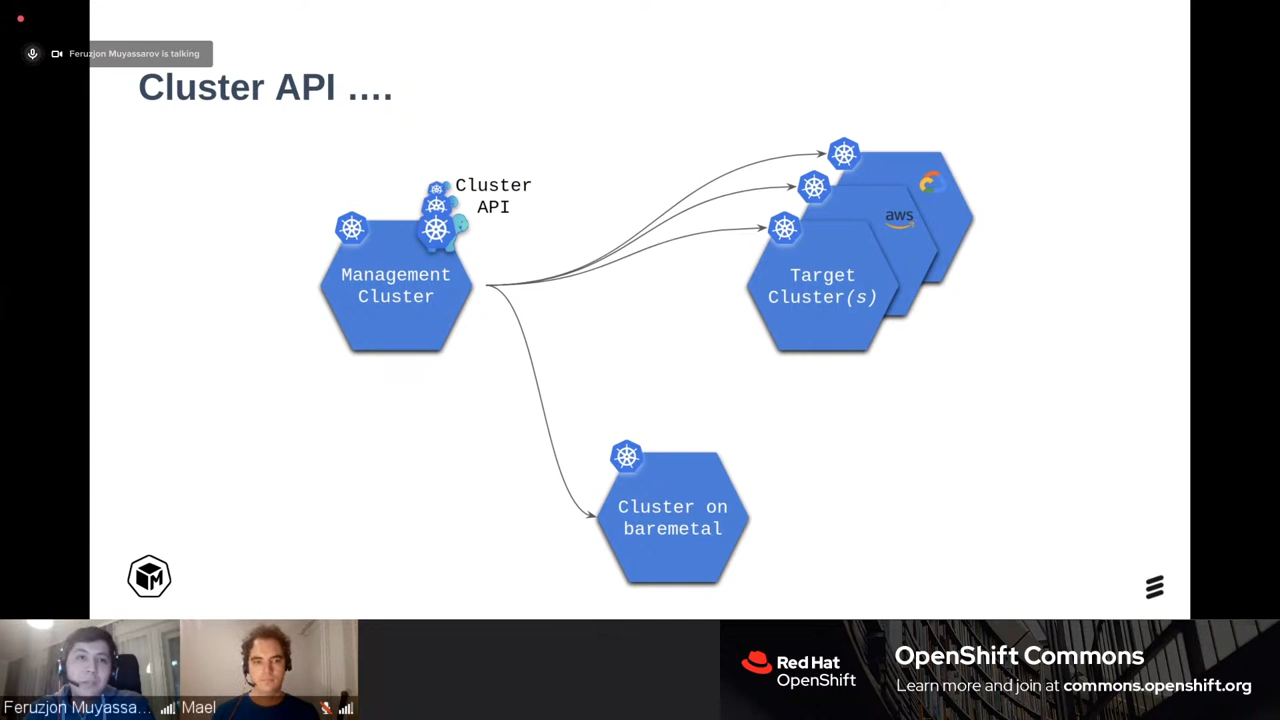 Feruzjon Muyassarov is talking
Cluster API ....
Cluster
API
Management
Cluster
aws
Target
Cluster(s)
Cluster on
baremetal
M
Feruzjon Muyassa...
Mael
Red Hat
OpenShift
OpenShift Commons
Learn more and join at commons.openshift.org